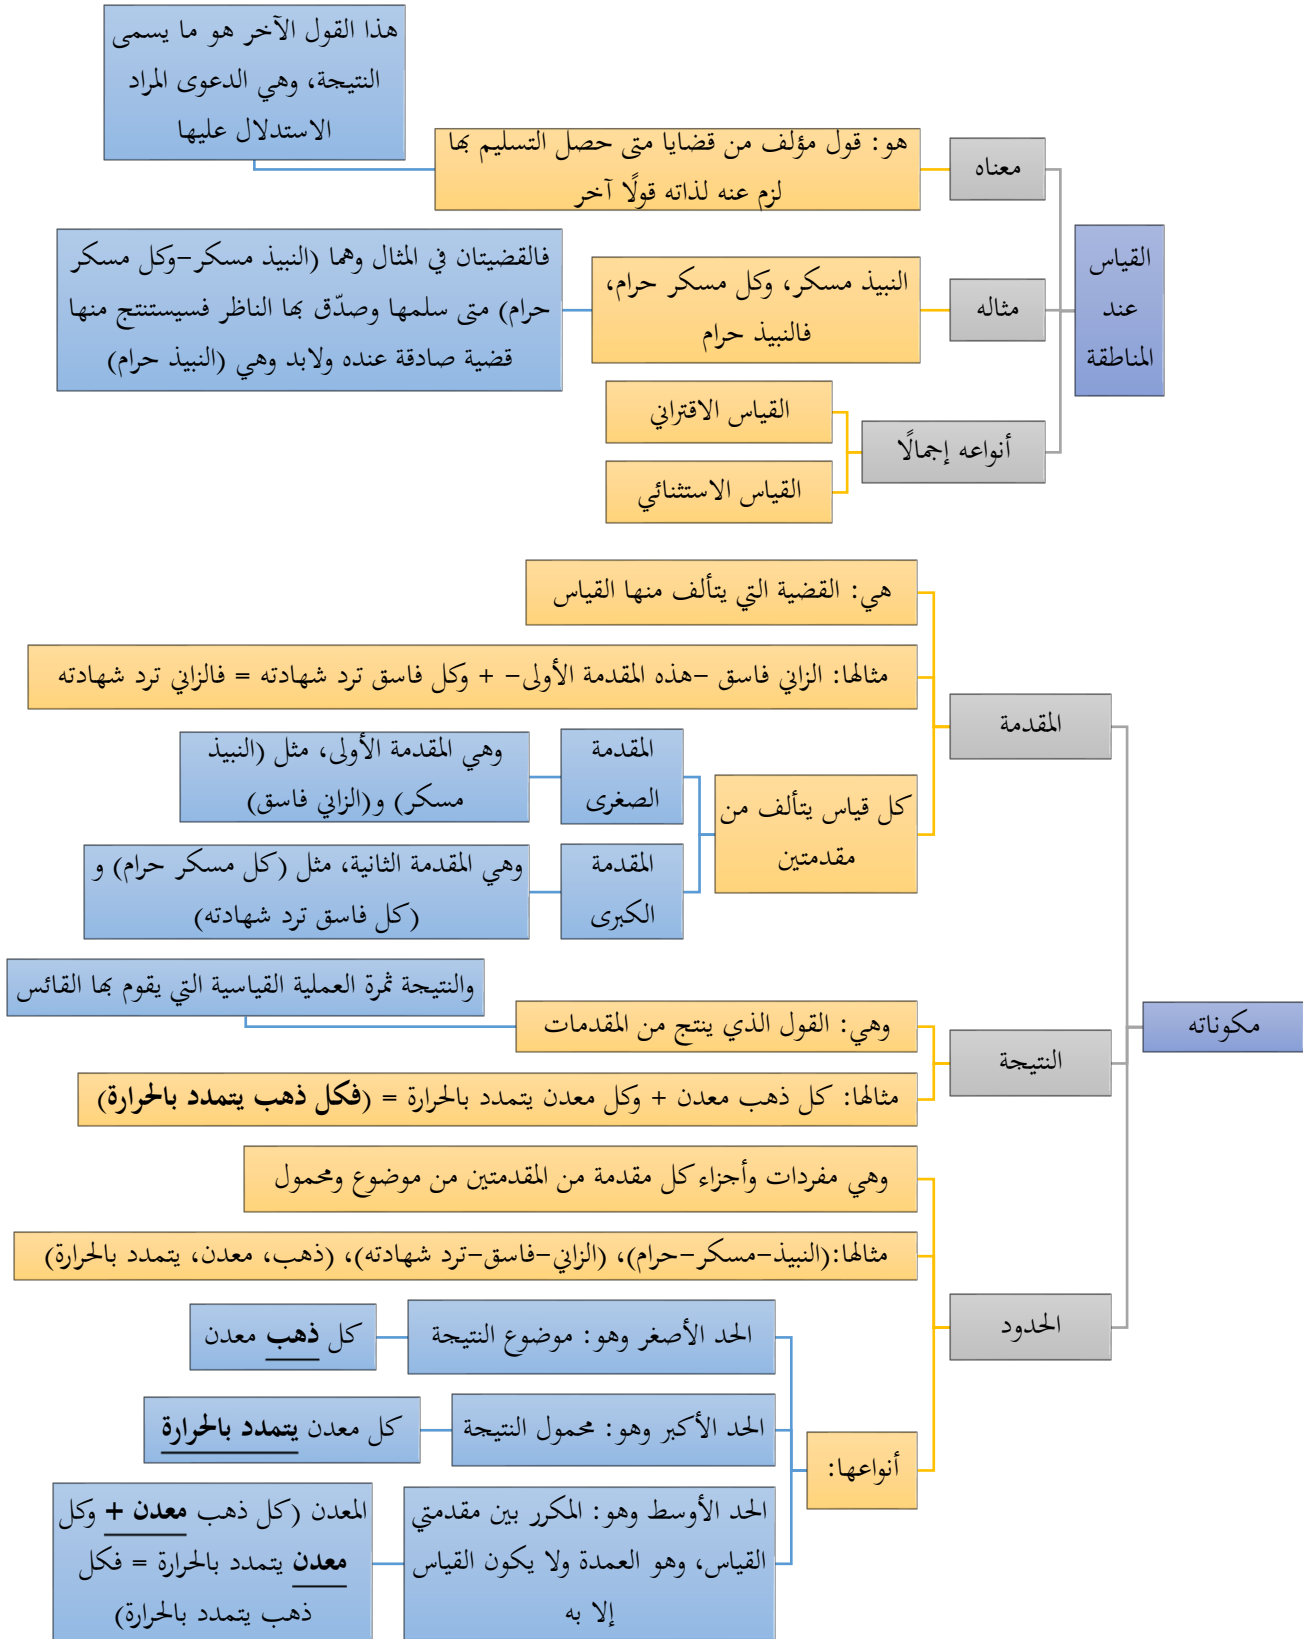 القياس
عند
المناطقة
معناه
هو: قول مؤلف من قضايا متى حصل التسليم بها
لزم عنه لذاته قولًا آخر
هذا القول الآخر هو ما يسمى
النتيجة، وهي الدعوى المراد
الاستدلال عليها
مثاله
النبيذ مسكر، وكل مسكر حرام،
فالنبيذ حرام
فالقضيتان في المثال وهما (النبيذ مسكر-وكل مسكر
حرام) متى سلمها وصدّق بها الناظر فسيستنتج منها
قضية صادقة عنده ولابد وهي (النبيذ حرام)
أنواعه إجمالًا
القياس الاقتراني
القياس الاستثنائي
مكوناته
المقدمة
هي: القضية التي يتألف منها القياس
مثالها: الزاني فاسق -هذه المقدمة الأولى- + وكل فاسق ترد شهادته = فالزاني ترد شهادته
كل قياس يتألف من
مقدمتين
المقدمة
الصغرى
وهي المقدمة الأولى، مثل (النبيذ
مسكر) و(الزاني فاسق)
المقدمة
الكبرى
وهي المقدمة الثانية، مثل (كل مسكر حرام) و
(كل فاسق ترد شهادته)
النتيجة
وهي: القول الذي ينتج من المقدمات
والنتيجة ثمرة العملية القياسية التي يقوم بها القائس
مثالها: كل ذهب معدن + وكل معدن يتمدد بالحرارة = (فكل ذهب يتمدد بالحرارة)
الحدود
وهي مفردات وأجزاء كل مقدمة من المقدمتين من موضوع ومحمول
مثالها:(النبيذ-مسكر-حرام)، (الزاني-فاسق-ترد شهادته)، (ذهب، معدن، يتمدد بالحرارة)
أنواعها:
الحد الأصغر وهو: موضوع النتيجة
كل ذهب معدن
الحد الأكبر وهو: محمول النتيجة
كل معدن يتمدد بالحرارة
الحد الأوسط وهو: المكرر بين مقدمتي
القياس، وهو العمدة ولا يكون القياس
إلا به
المعدن (كل ذهب معدن + وكل
معدن يتمدد بالحرارة = فكل
ذهب يتمدد بالحرارة)